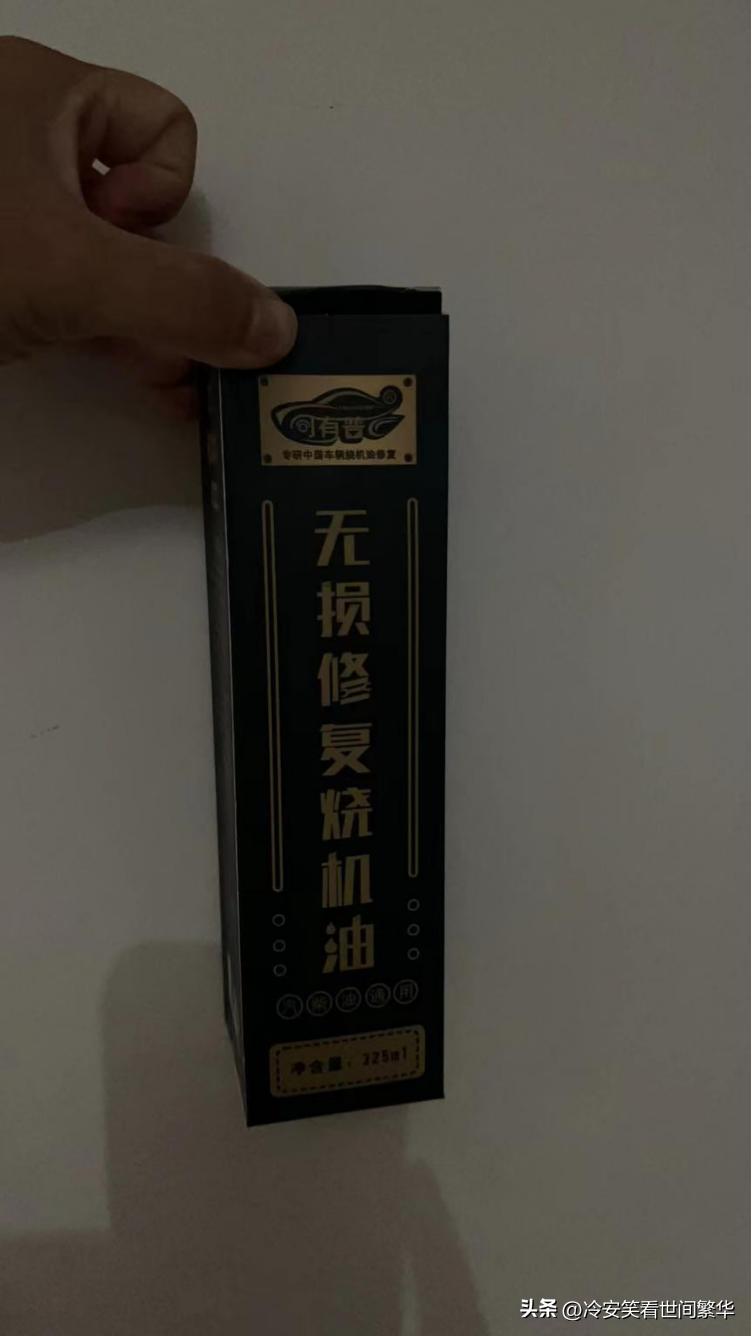 司有普
专研中国车辆烧机油修复
无损修复烧机油
汽柴油通用
净含量：325ml
头条 @冷安笑看世间繁华